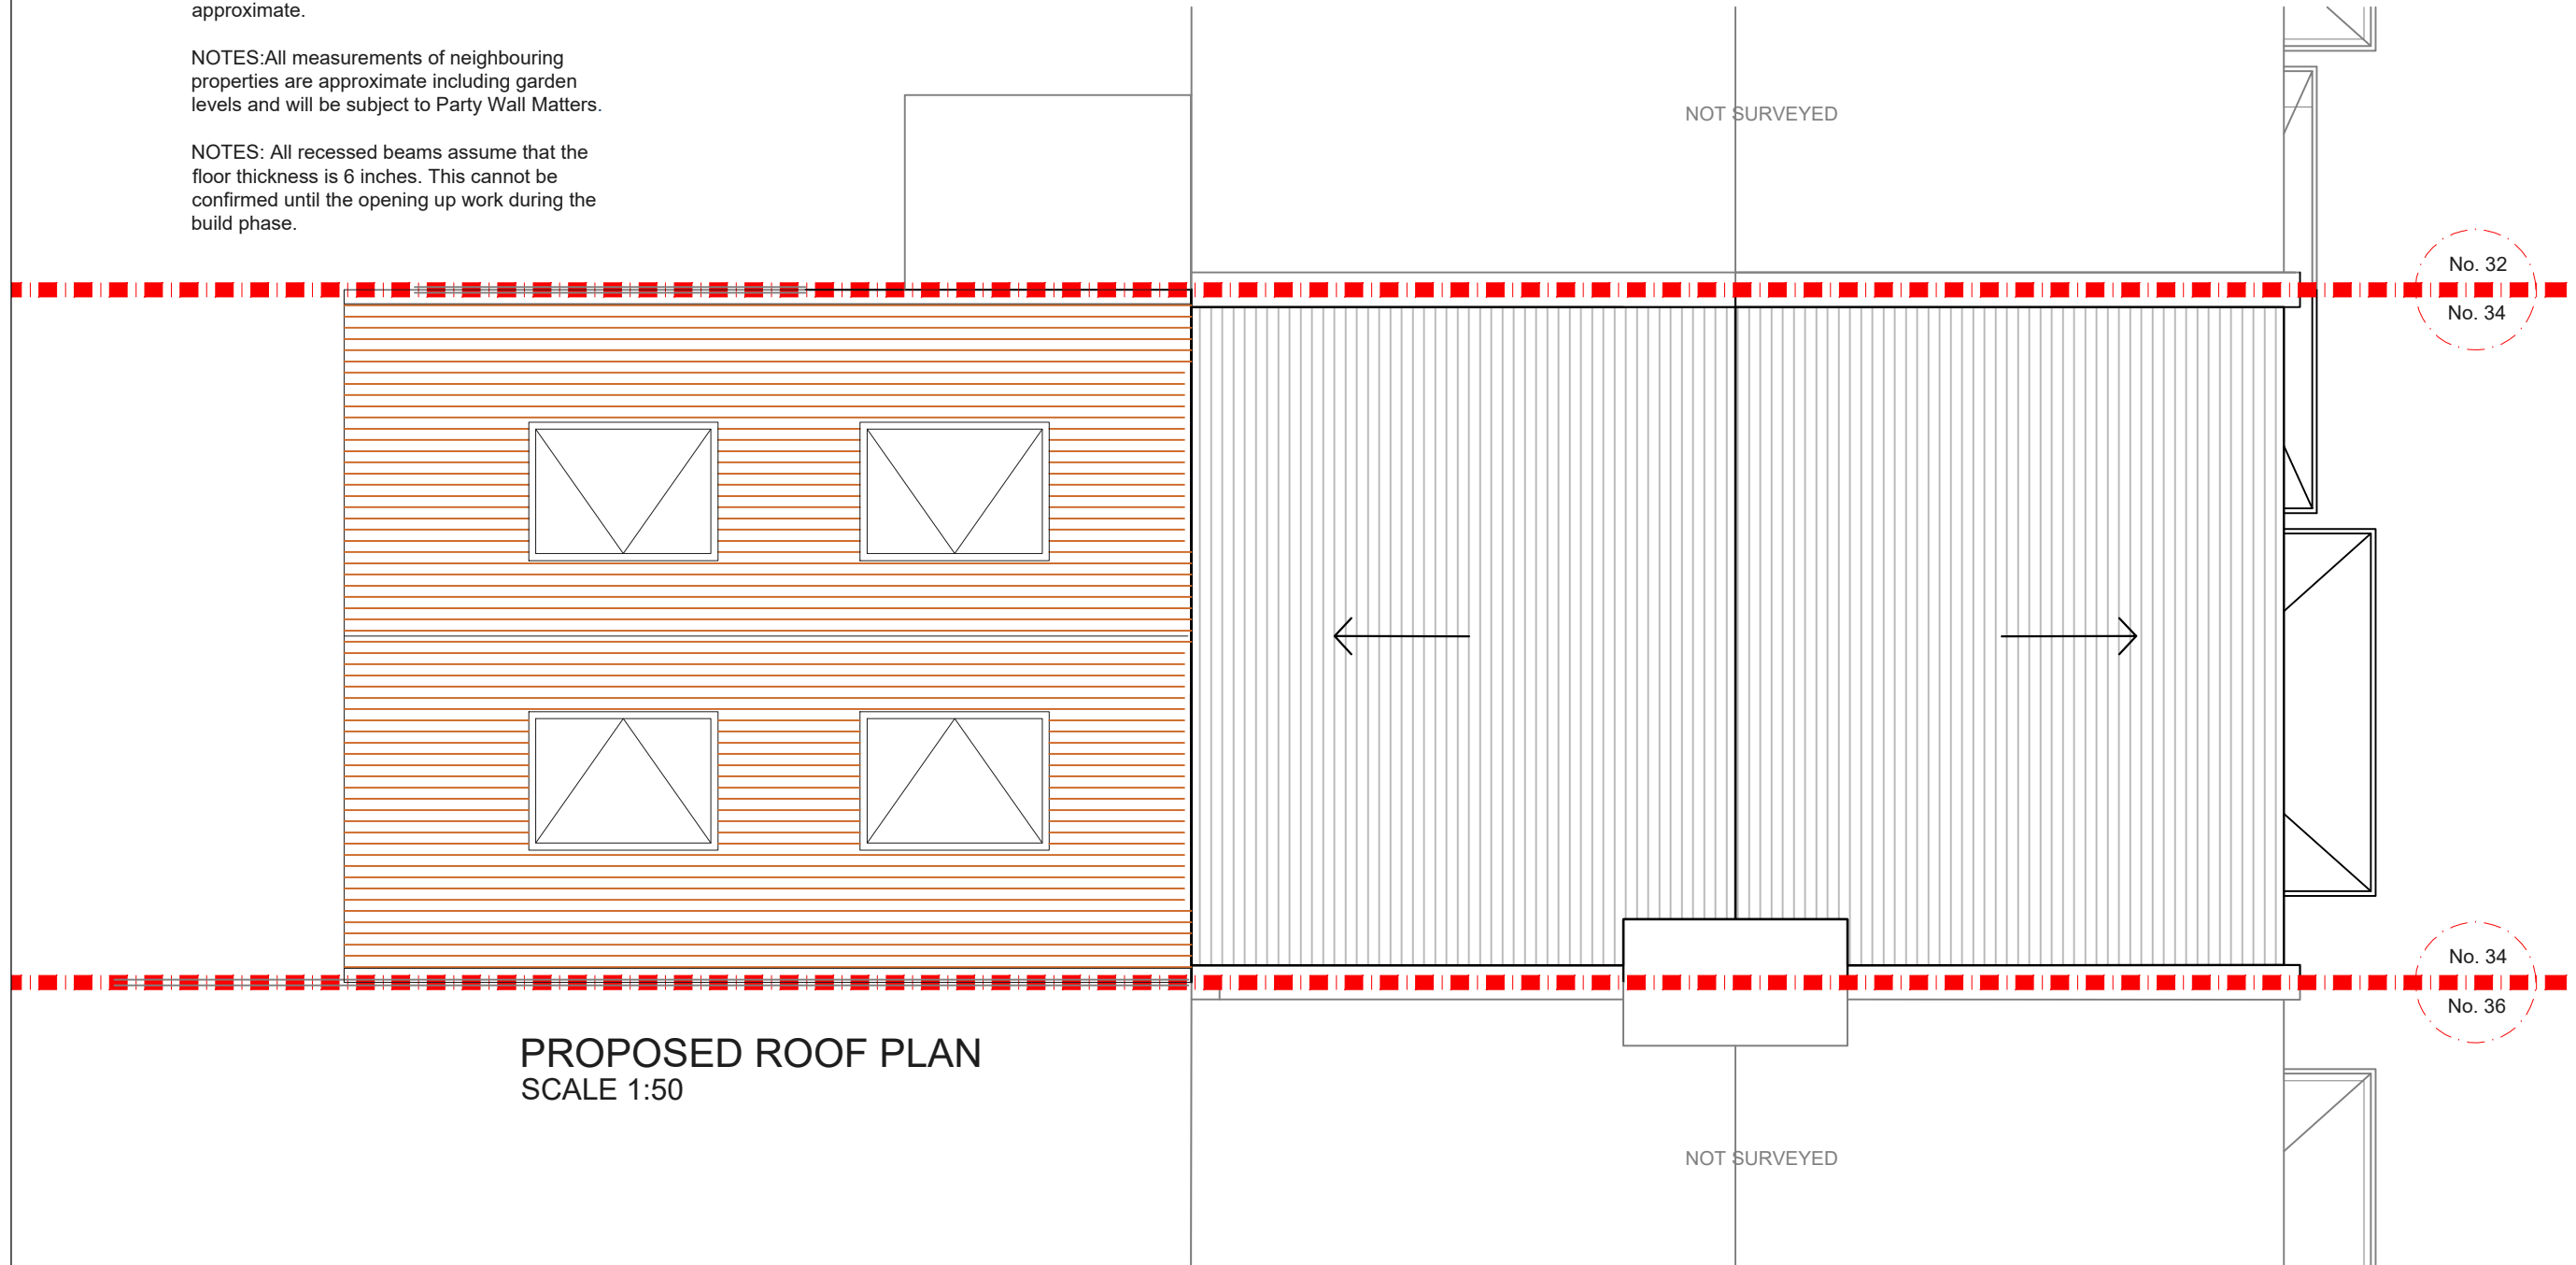 approximate.
NOTES:All measurements of neighbouring
properties are approximate including garden
levels and will be subject to Party Wall Matters.
NOTES: All recessed beams assume that the
floor thickness is 6 inches. This cannot be
confirmed until the opening up work during the
build phase.
NOT SURVEYED
No. 32
No. 34
No. 34
No. 36
PROPOSED ROOF PLAN
SCALE 1:50
NOT SURVEYED